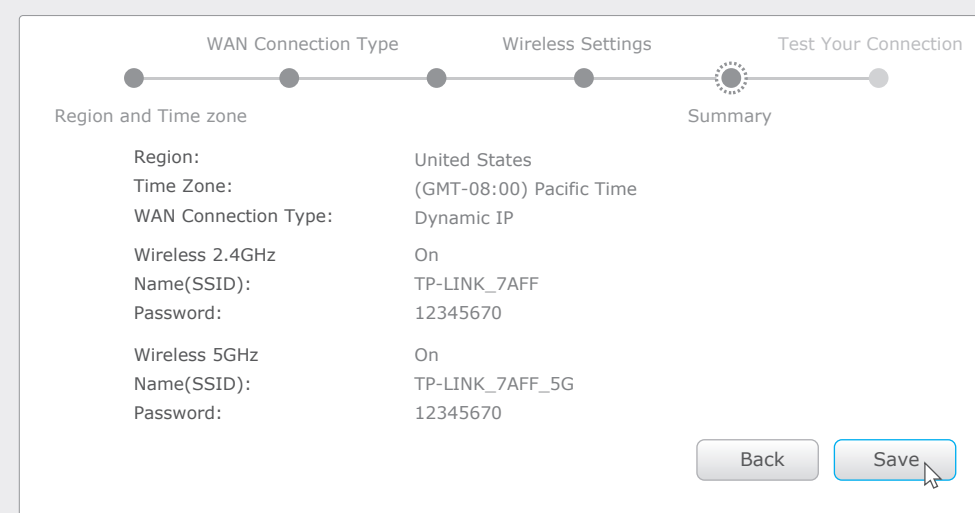 WAN Connection Type Wireless Settings Test Your Connection
Region and Time zone Summary
Region: United States
Time Zone: (GMT-08:00) Pacific Time
WAN Connection Type: Dynamic IP
Wireless 2.4GHz On
Name(SSID): TP-LINK_7AFF
Password: 12345670
Wireless 5GHz On
Name(SSID): TP-LINK_7AFF_5G
Password: 12345670
Back Save